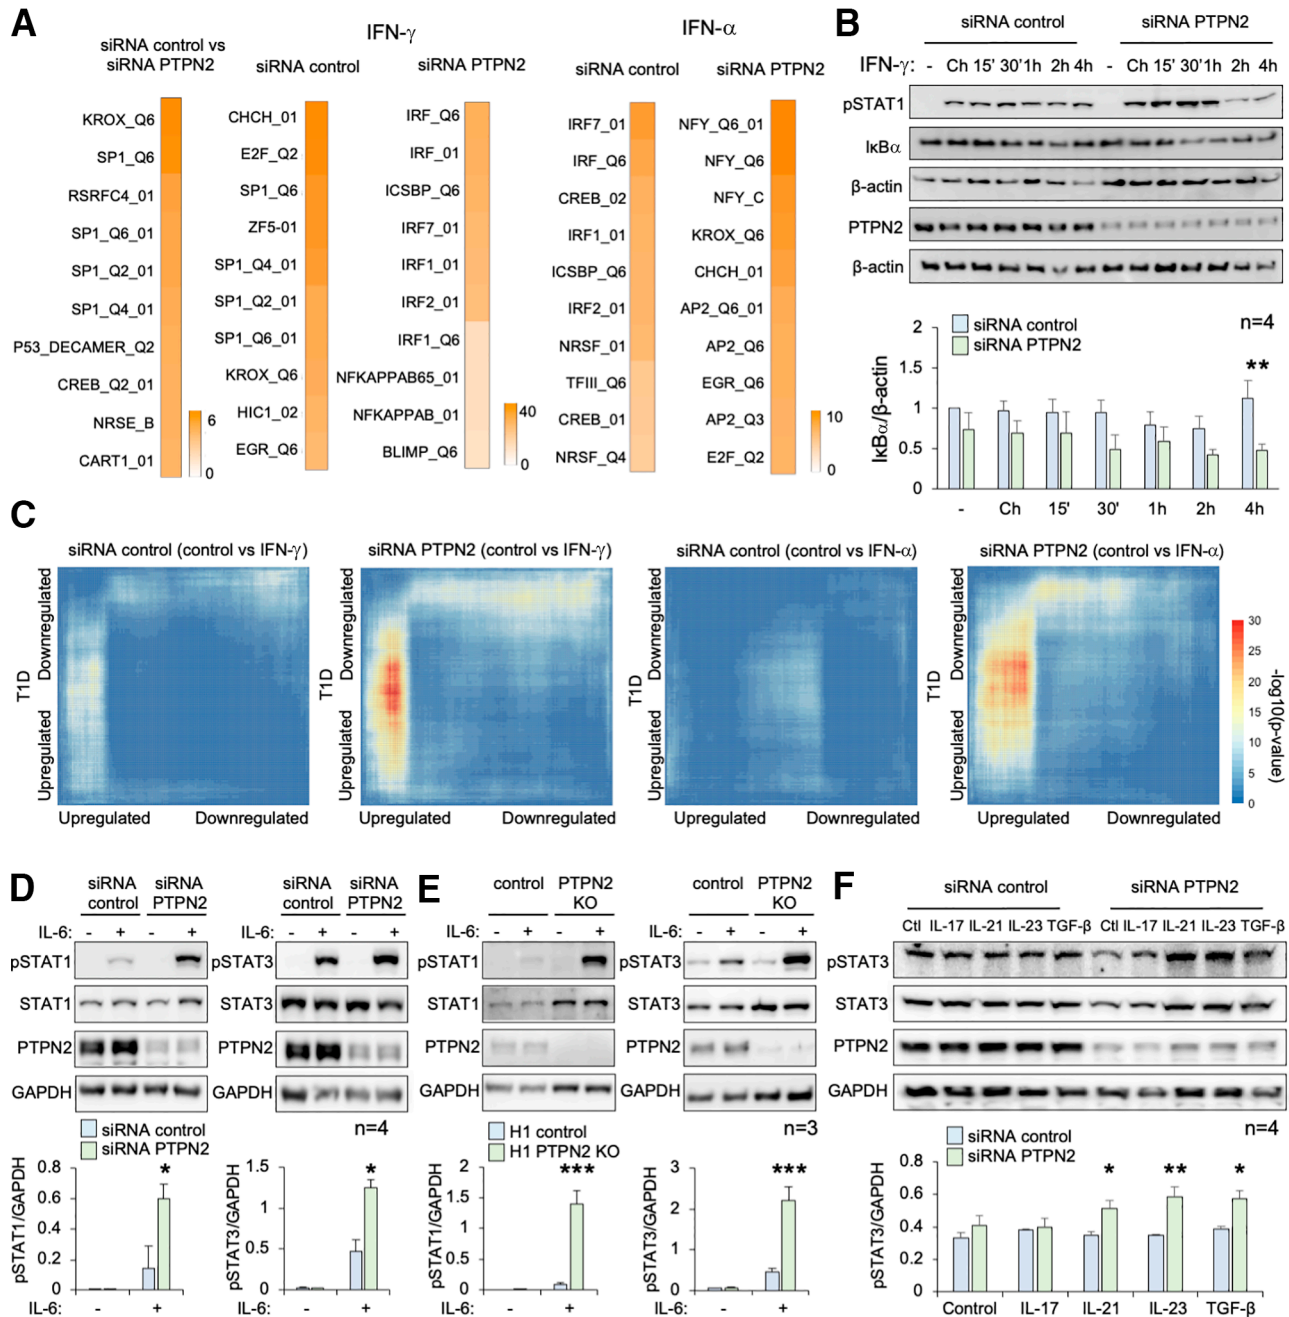 A
siRNA control vs
siRNA PTPN2
KROX_Q6
SP1_Q6
RSRFC4_01
SP1_Q6_01
SP1_Q2_01
SP1_Q4_01
P53_DECAMER_Q2
CREB_Q2_01
NRSE_B
CART1_01
6
0
IFN-γ
siRNA control
CHCH_01
E2F_Q2
SP1_Q6
ZF5-01
SP1_Q4_01
SP1_Q2_01
SP1_Q6_01
KROX_Q6
HIC1_02
EGR_Q6
siRNA PTPN2
IRF_Q6
IRF_01
ICSBP_Q6
IRF7_01
IRF1_01
IRF2_01
IRF1_Q6
NFKAPPAB65_01
NFKAPPAB_01
BLIMP_Q6
40
0
IFN-α
siRNA control
IRF7_01
IRF_Q6
CREB_02
IRF1_01
ICSBP_Q6
IRF2_01
NRSF_01
TFIII_Q6
CREB_01
NRSF_Q4
siRNA PTPN2
NFY_Q6_01
NFY_Q6
NFY_C
KROX_Q6
CHCH_01
AP2_Q6_01
AP2_Q6
EGR_Q6
AP2_Q3
E2F_Q2
10
0
B
siRNA control siRNA PTPN2
IFN-γ: - Ch 15' 30' 1h 2h 4h - Ch 15' 30' 1h 2h 4h
pSTAT1
IκBα
β-actin
PTPN2
β-actin
siRNA control
siRNA PTPN2
n=4
**
IκBα/β-actin
2
1.5
1
0.5
0
- Ch 15' 30' 1h 2h 4h
C
siRNA control (control vs IFN-γ)
T1D
Downregulated
Upregulated
Upregulated Downregulated
siRNA PTPN2 (control vs IFN-γ)
T1D
Downregulated
Upregulated
Upregulated Downregulated
siRNA control (control vs IFN-α)
T1D
Downregulated
Upregulated
Upregulated Downregulated
siRNA PTPN2 (control vs IFN-α)
T1D
Downregulated
Upregulated
Upregulated Downregulated
30
25
20
15
10
5
0
-log10(p-value)
D
siRNA control siRNA PTPN2
IL-6: - + - +
pSTAT1
STAT1
PTPN2
GAPDH
siRNA control siRNA PTPN2
- + - +
pSTAT3
STAT3
PTPN2
GAPDH
siRNA control
siRNA PTPN2
n=4
pSTAT1/GAPDH
0.8
0.6
0.4
0.2
0
*
IL-6: - +
pSTAT3/GAPDH
1.5
1
0.5
0
*
IL-6: - +
E
control PTPN2 KO
IL-6: - + - +
pSTAT1
STAT1
PTPN2
GAPDH
control PTPN2 KO
IL-6: - + - +
pSTAT3
STAT3
PTPN2
GAPDH
H1 control
H1 PTPN2 KO
n=3
pSTAT1/GAPDH
2
1.5
1
0.5
0
***
IL-6: - +
pSTAT3/GAPDH
3
2
1
0
***
IL-6: - +
F
siRNA control siRNA PTPN2
Ctl IL-17 IL-21 IL-23 TGF-β Ctl IL-17 IL-21 IL-23 TGF-β
pSTAT3
STAT3
PTPN2
GAPDH
siRNA control
siRNA PTPN2
n=4
pSTAT3/GAPDH
0.8
0.6
0.4
0.2
0
* ** *
Control IL-17 IL-21 IL-23 TGF-β